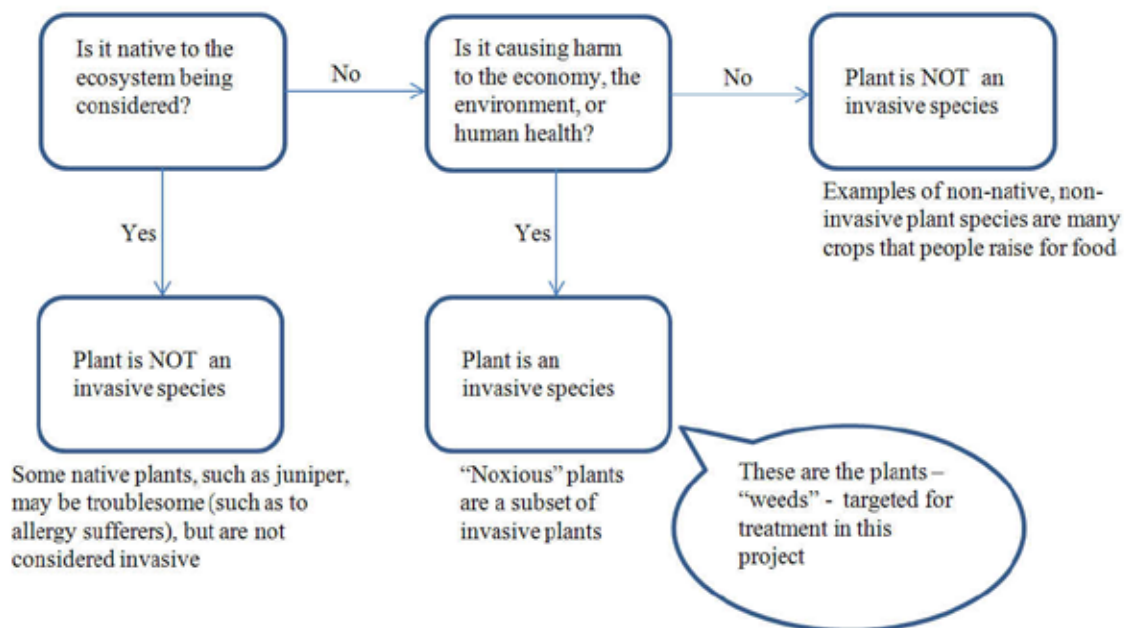 Is it native to the
ecosystem being
considered?
No
Is it causing harm
to the economy, the
environment, or
human health?
No
Plant is NOT an
invasive species
Examples of non-native, non-
invasive plant species are many
crops that people raise for food
Yes
Yes
Plant is NOT an
invasive species
Some native plants, such as juniper,
may be troublesome (such as to
allergy sufferers), but are not
considered invasive
Plant is an
invasive species
“Noxious” plants
are a subset of
invasive plants
These are the plants –
“weeds” - targeted for
treatment in this
project